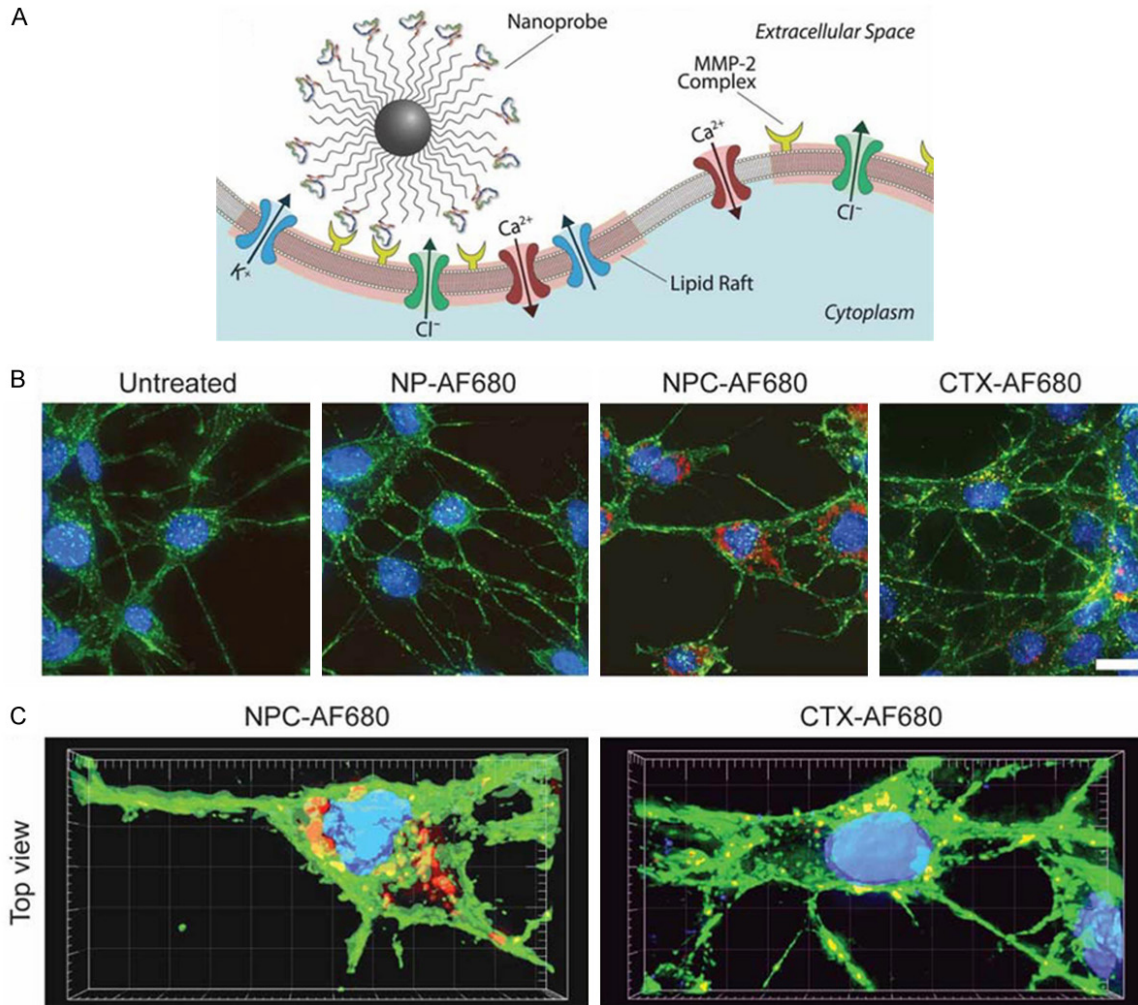 A
Nanoprobe
Extracellular Space
MMP-2
Complex
Ca²⁺
Cl⁻
K⁺
Cl⁻
Ca²⁺
Lipid Raft
Cytoplasm
B
Untreated
NP-AF680
NPC-AF680
CTX-AF680
C
NPC-AF680
CTX-AF680
Top view